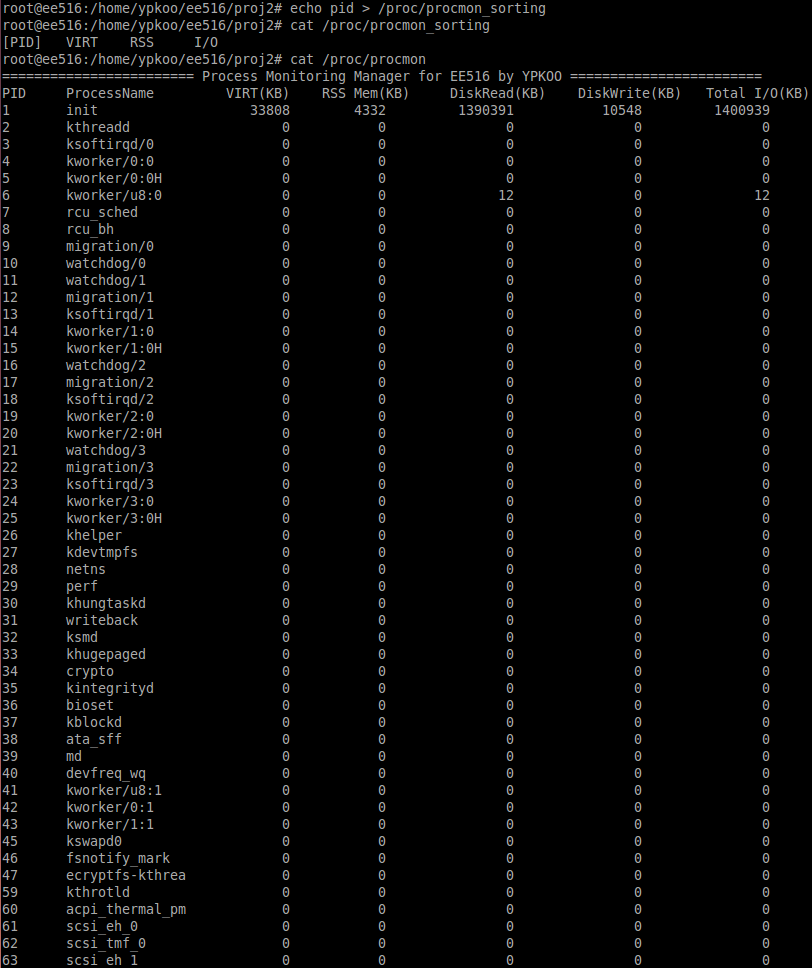 root@ee516:/home/ypkoo/ee516/proj2# echo pid > /proc/procmon_sorting
root@ee516:/home/ypkoo/ee516/proj2# cat /proc/procmon_sorting
[PID] VIRT RSS I/O
root@ee516:/home/ypkoo/ee516/proj2# cat /proc/procmon
======================== Process Monitoring Manager for EE516 by YPKOO ========================
PID ProcessName VIRT(KB) RSS Mem(KB) DiskRead(KB) DiskWrite(KB) Total I/O(KB)
1 init 33808 4332 1390391 10548 1400939
2 kthreadd 0 0 0 0 0
3 ksoftirqd/0 0 0 0 0 0
4 kworker/0:0 0 0 0 0 0
5 kworker/0:0H 0 0 0 0 0
6 kworker/u8:0 0 0 12 0 12
7 rcu_sched 0 0 0 0 0
8 rcu_bh 0 0 0 0 0
9 migration/0 0 0 0 0 0
10 watchdog/0 0 0 0 0 0
11 watchdog/1 0 0 0 0 0
12 migration/1 0 0 0 0 0
13 ksoftirqd/1 0 0 0 0 0
14 kworker/1:0 0 0 0 0 0
15 kworker/1:0H 0 0 0 0 0
16 watchdog/2 0 0 0 0 0
17 migration/2 0 0 0 0 0
18 ksoftirqd/2 0 0 0 0 0
19 kworker/2:0 0 0 0 0 0
20 kworker/2:0H 0 0 0 0 0
21 watchdog/3 0 0 0 0 0
22 migration/3 0 0 0 0 0
23 ksoftirqd/3 0 0 0 0 0
24 kworker/3:0 0 0 0 0 0
25 kworker/3:0H 0 0 0 0 0
26 khelper 0 0 0 0 0
27 kdevtmpfs 0 0 0 0 0
28 netns 0 0 0 0 0
29 perf 0 0 0 0 0
30 khungtaskd 0 0 0 0 0
31 writeback 0 0 0 0 0
32 ksmd 0 0 0 0 0
33 khugepaged 0 0 0 0 0
34 crypto 0 0 0 0 0
35 kintegrityd 0 0 0 0 0
36 bioset 0 0 0 0 0
37 kblockd 0 0 0 0 0
38 ata_sff 0 0 0 0 0
39 md 0 0 0 0 0
40 devfreq_wq 0 0 0 0 0
41 kworker/u8:1 0 0 0 0 0
42 kworker/0:1 0 0 0 0 0
43 kworker/1:1 0 0 0 0 0
45 kswapd0 0 0 0 0 0
46 fsnotify_mark 0 0 0 0 0
47 ecryptfs-kthrea 0 0 0 0 0
59 kthrotld 0 0 0 0 0
60 acpi_thermal_pm 0 0 0 0 0
61 scsi_eh_0 0 0 0 0 0
62 scsi_tmf_0 0 0 0 0 0
63 scsi_eh_1 0 0 0 0 0